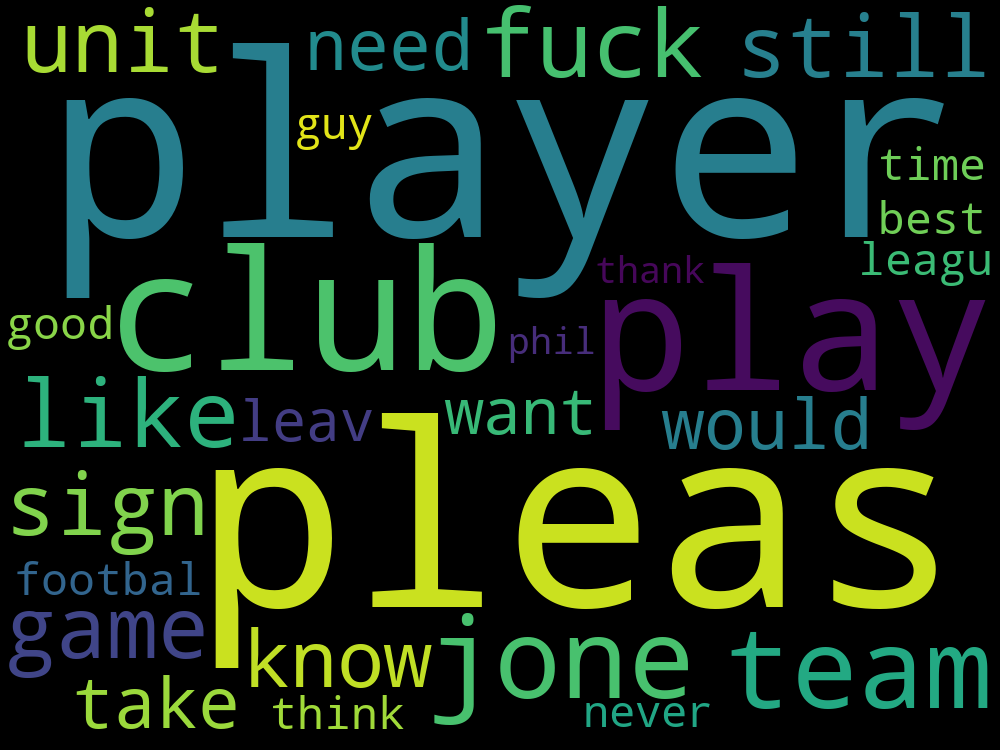 unit need fuck still
player
guy
time
best
leagu
club
thank
play
good
phil
like
leav
want
would
sign
pleas
footbal
game
know
jone
team
take
think
never